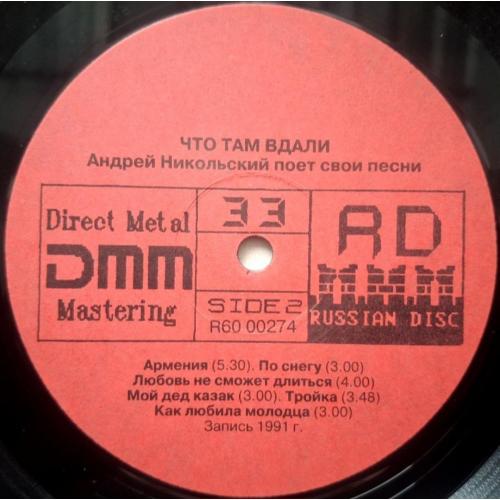 ЧТО ТАМ ВДАЛИ
Андрей Никольский поет свои песни
Direct Metal
DMM
Mastering
33
SIDE 2
R60 00274
RD
RUSSIAN DISC
Армения (5.30). По снегу (3.00)
Любовь не сможет длиться (4.00)
Мой дед казак (3.00). Тройка (3.48)
Как любила молодца (3.00)
Запись 1991 г.